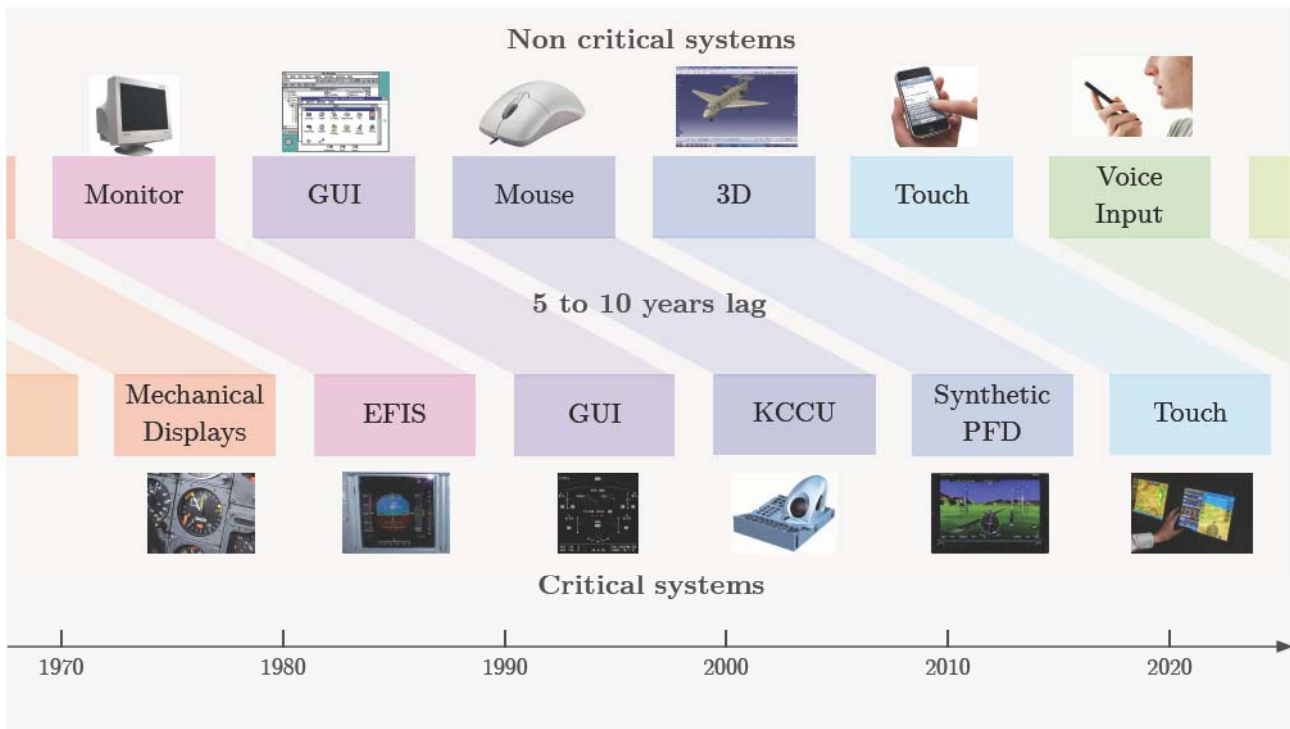 Non critical systems
Monitor
GUI
Mouse
3D
Touch
Voice
Input
5 to 10 years lag
Mechanical
Displays
EFIS
GUI
KCCU
Synthetic
PFD
Touch
Critical systems
1970
1980
1990
2000
2010
2020